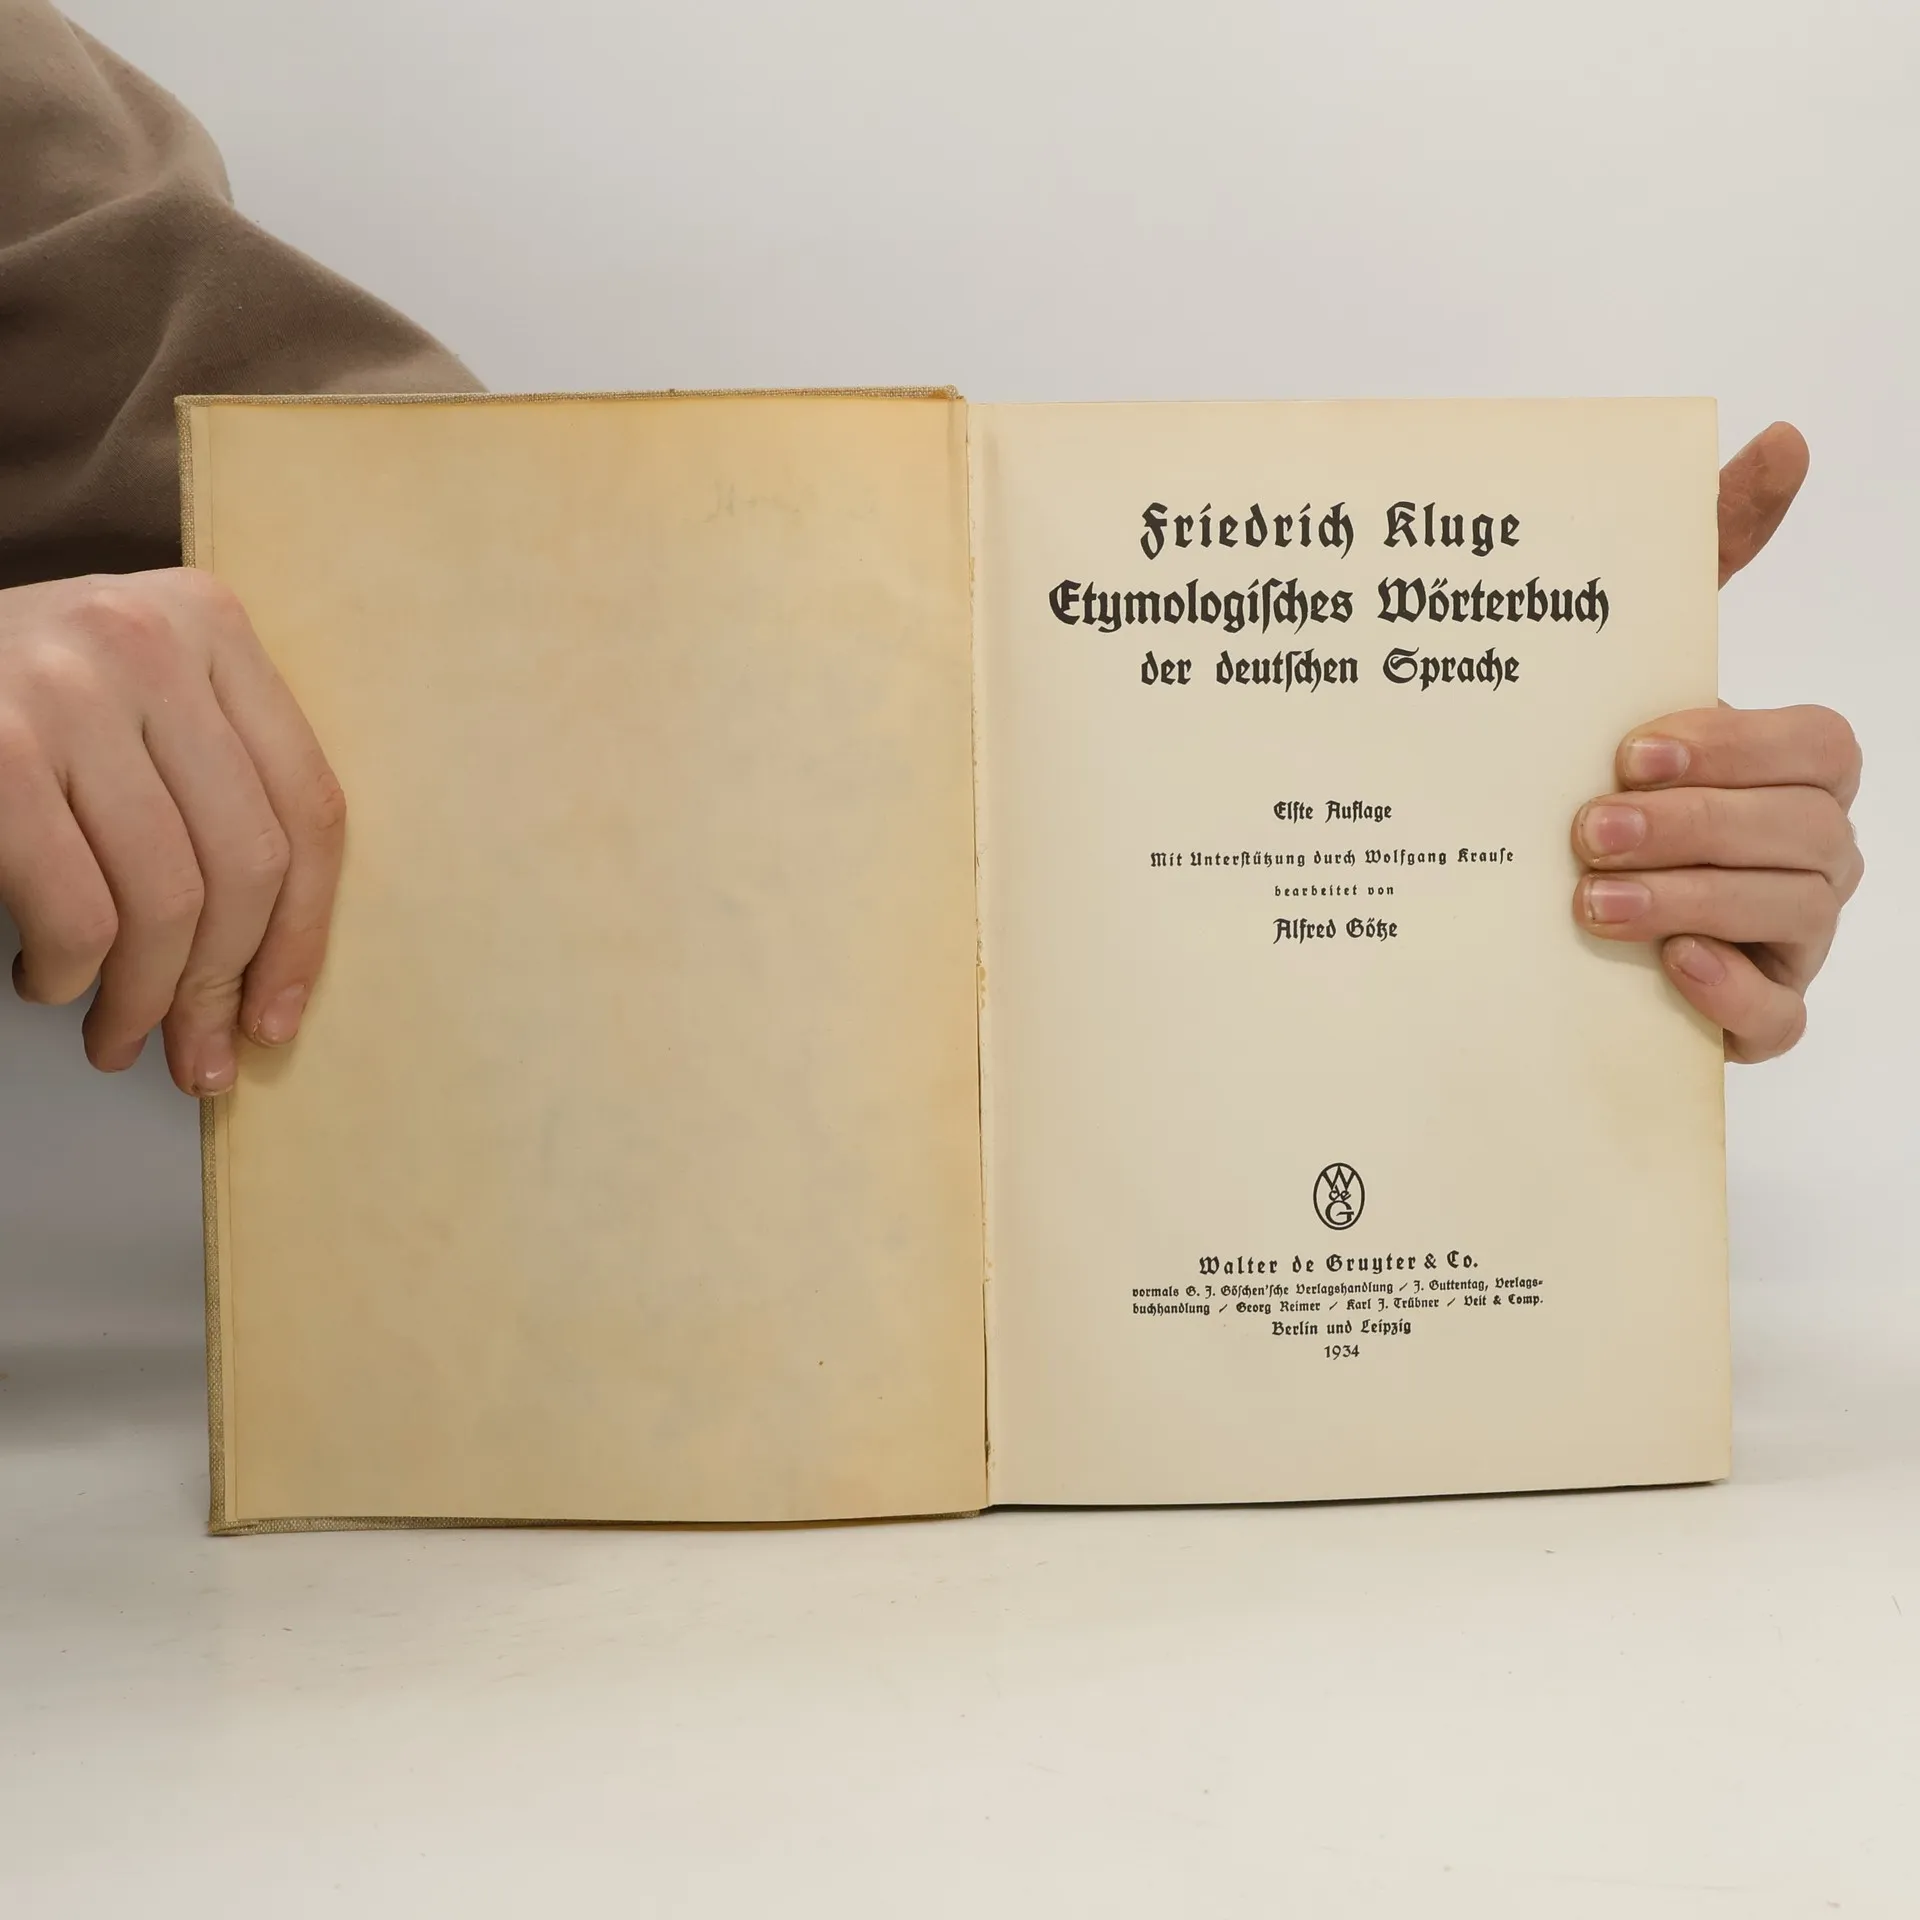 Friedrich Kluge
Etymologiſches Wörterbuch
der deutſchen Sprache
Elfte Auflage
Mit Unterſtützung durch Wolfgang Krauſe
bearbeitet von
Alfred Götze
W
de
G
Walter de Gruyter & Co.
vormals G. J. Göſchen'ſche Verlagshandlung / J. Guttentag, Verlags-
buchhandlung / Georg Reimer / Karl J. Trübner / Veit & Comp.
Berlin und Leipzig
1934